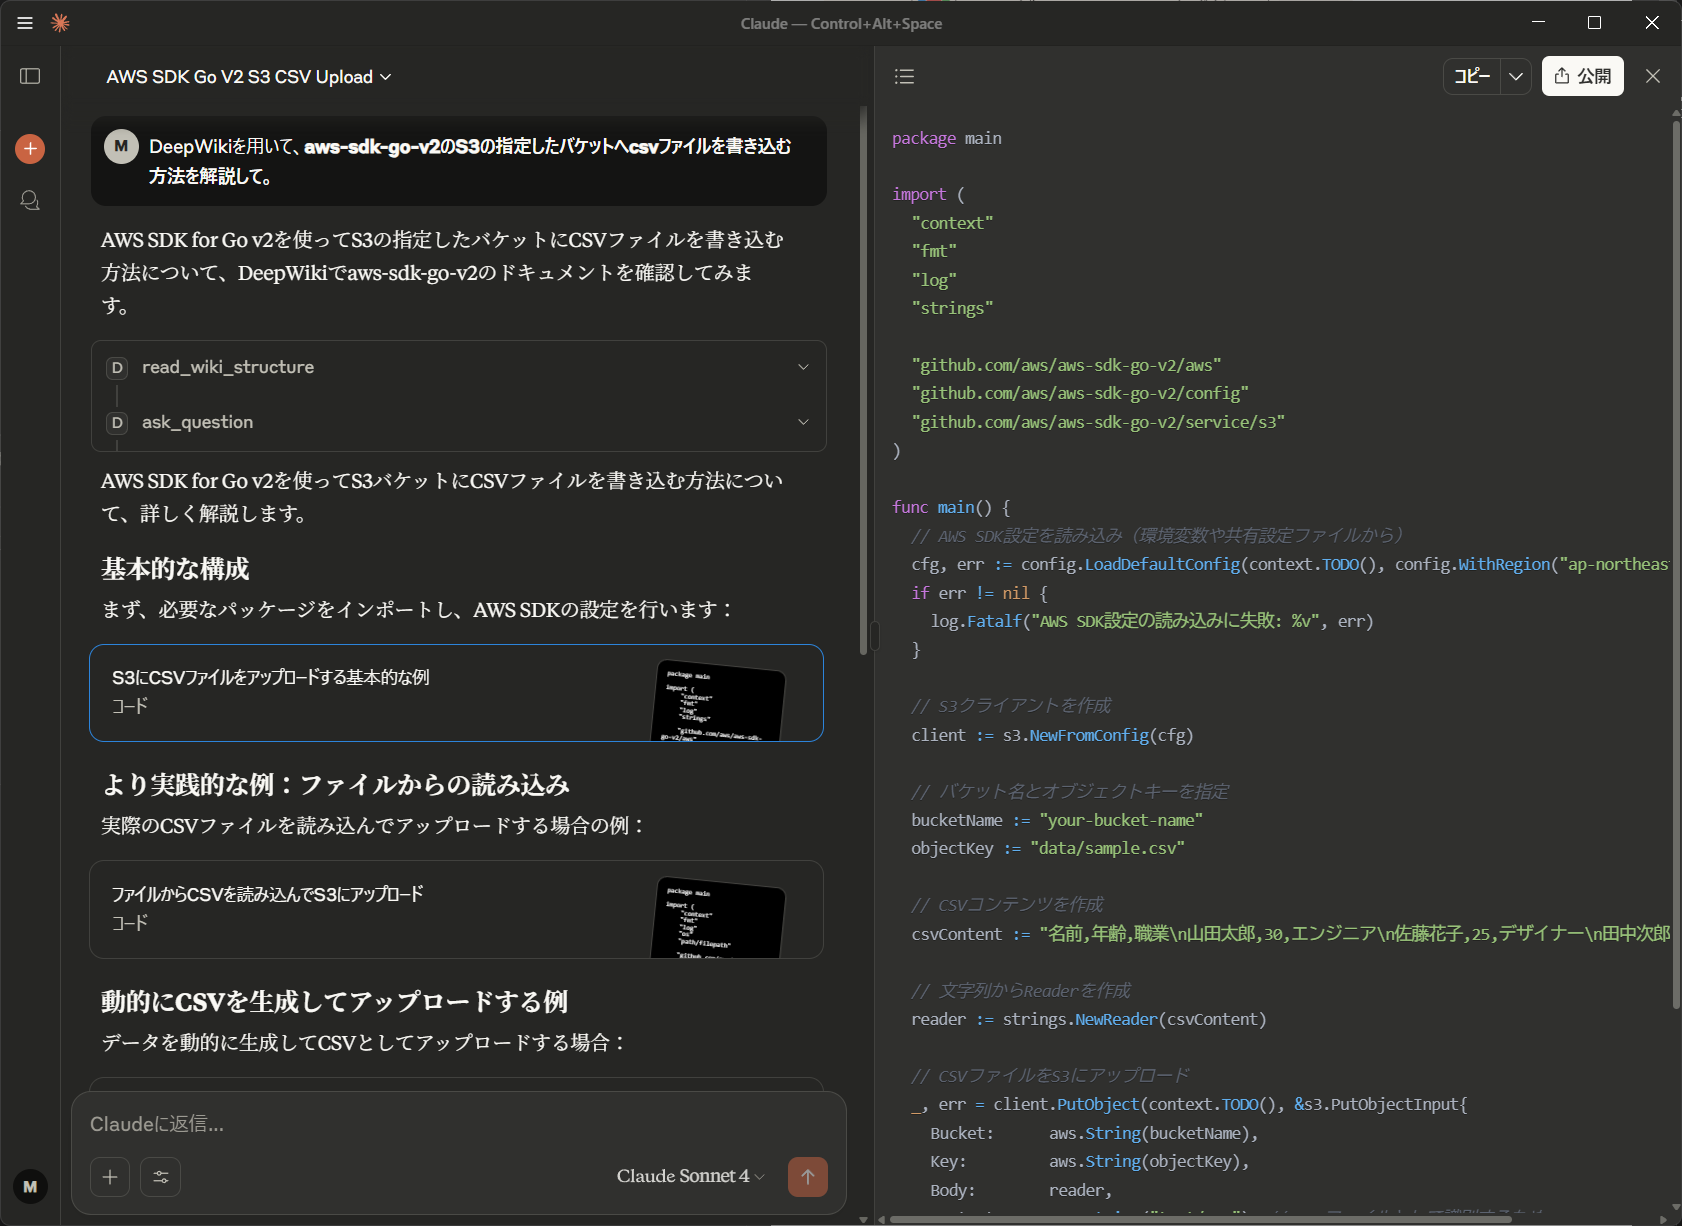 Claude — Control+Alt+Space
AWS SDK Go V2 S3 CSV Upload
M
DeepWikiを用いて、aws-sdk-go-v2のS3の指定したバケットへcsvファイルを書き込む
方法を解説して。
AWS SDK for Go v2を使ってS3の指定したバケットにCSVファイルを書き込む
方法について、DeepWikiでaws-sdk-go-v2のドキュメントを確認してみま
す。
D read_wiki_structure
D ask_question
AWS SDK for Go v2を使ってS3バケットにCSVファイルを書き込む方法につい
て、詳しく解説します。
基本的な構成
まず、必要なパッケージをインポートし、AWS SDKの設定を行います：
S3にCSVファイルをアップロードする基本的な例
コード
package main
import (
"context"
"fmt"
"log"
"strings"
"github.com/aws/aws-sdk-
go-v2/aws"
より実践的な例：ファイルからの読み込み
実際のCSVファイルを読み込んでアップロードする場合の例：
ファイルからCSVを読み込んでS3にアップロード
コード
package main
import (
"context"
"fmt"
"log"
"os"
"path/filepath"
動的にCSVを生成してアップロードする例
データを動的に生成してCSVとしてアップロードする場合：
Claudeに返信...
Claude Sonnet 4
M
コピー
公開
package main
import (
"context"
"fmt"
"log"
"strings"
"github.com/aws/aws-sdk-go-v2/aws"
"github.com/aws/aws-sdk-go-v2/config"
"github.com/aws/aws-sdk-go-v2/service/s3"
)
func main() {
// AWS SDK設定を読み込み（環境変数や共有設定ファイルから）
cfg, err := config.LoadDefaultConfig(context.TODO(), config.WithRegion("ap-northeas
if err != nil {
log.Fatalf("AWS SDK設定の読み込みに失敗: %v", err)
}
// S3クライアントを作成
client := s3.NewFromConfig(cfg)
// バケット名とオブジェクトキーを指定
bucketName := "your-bucket-name"
objectKey := "data/sample.csv"
// CSVコンテンツを作成
csvContent := "名前,年齢,職業\n山田太郎,30,エンジニア\n佐藤花子,25,デザイナー\n田中次郎
// 文字列からReaderを作成
reader := strings.NewReader(csvContent)
// CSVファイルをS3にアップロード
_, err = client.PutObject(context.TODO(), &s3.PutObjectInput{
Bucket: aws.String(bucketName),
Key: aws.String(objectKey),
Body: reader,